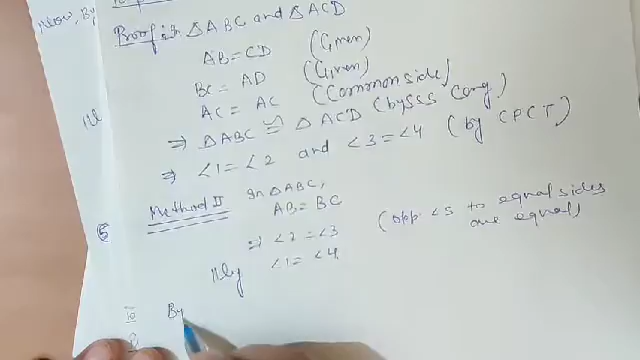 Now, By
Proof :- In △ABC and △ACD
AB = CD (Given)
BC = AD (Given)
AC = AC (Common side)
⇒ △ABC ≅ △ACD (by SSS Cong)
⇒ ∠1 = ∠2 and ∠3 = ∠4 (by CPCT)
5 Method II In △ABC,
AB = BC
⇒ ∠2 = ∠3 (opp ∠s to equal sides are equal)
||ly ∠1 = ∠4
By